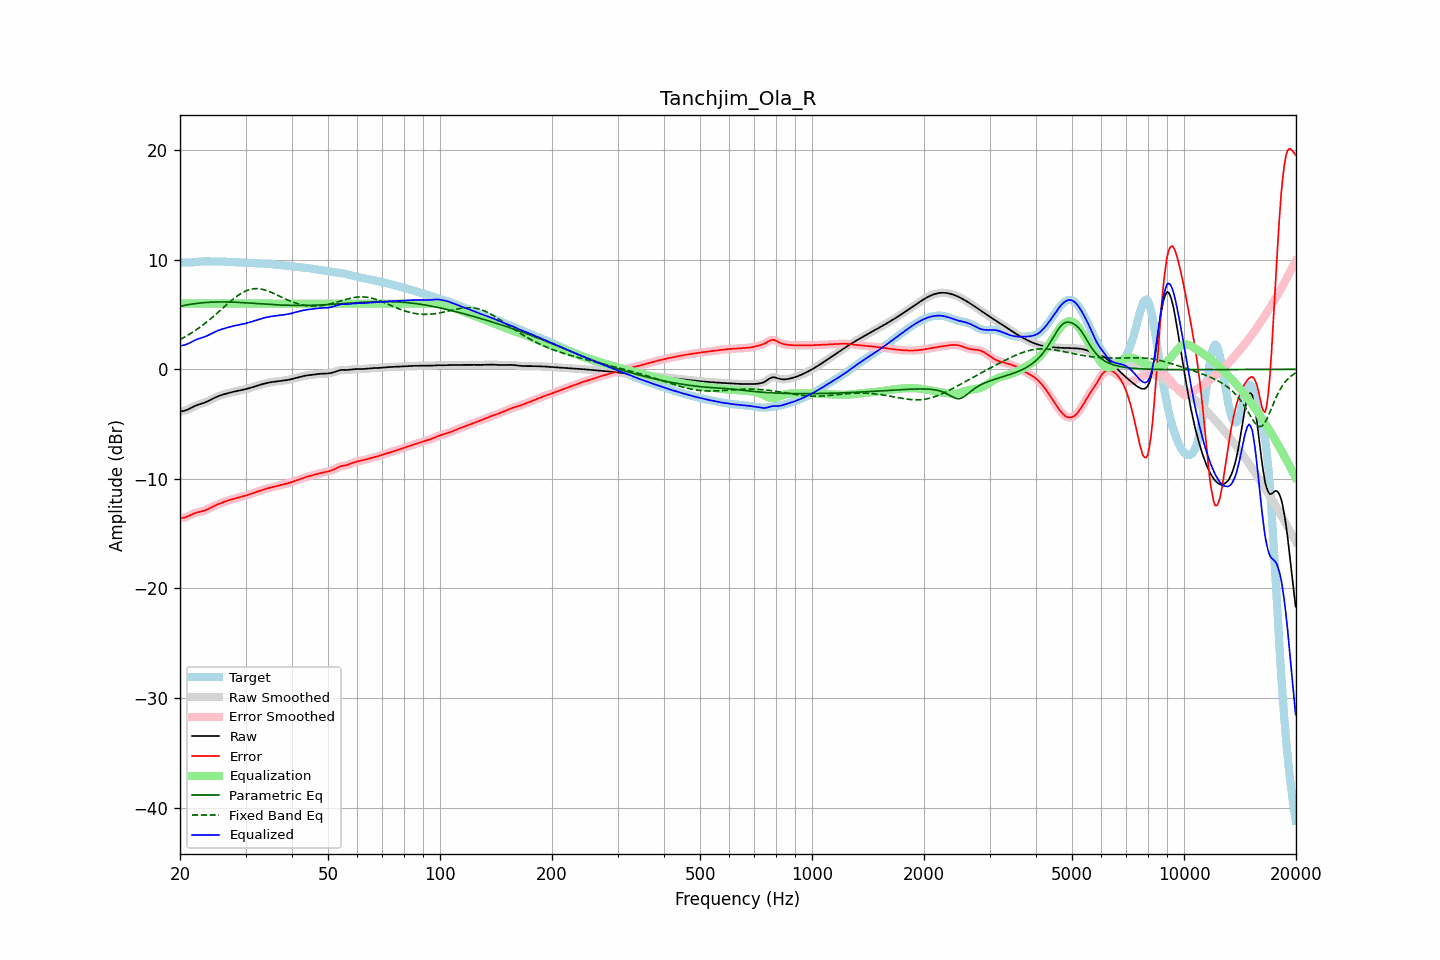 Tanchjim_Ola_R
Amplitude (dBr)
20
10
0
−10
−20
−30
−40
Target
Raw Smoothed
Error Smoothed
Raw
Error
Equalization
Parametric Eq
Fixed Band Eq
Equalized
20 50 100 200 500 1000 2000 5000 10000 20000
Frequency (Hz)